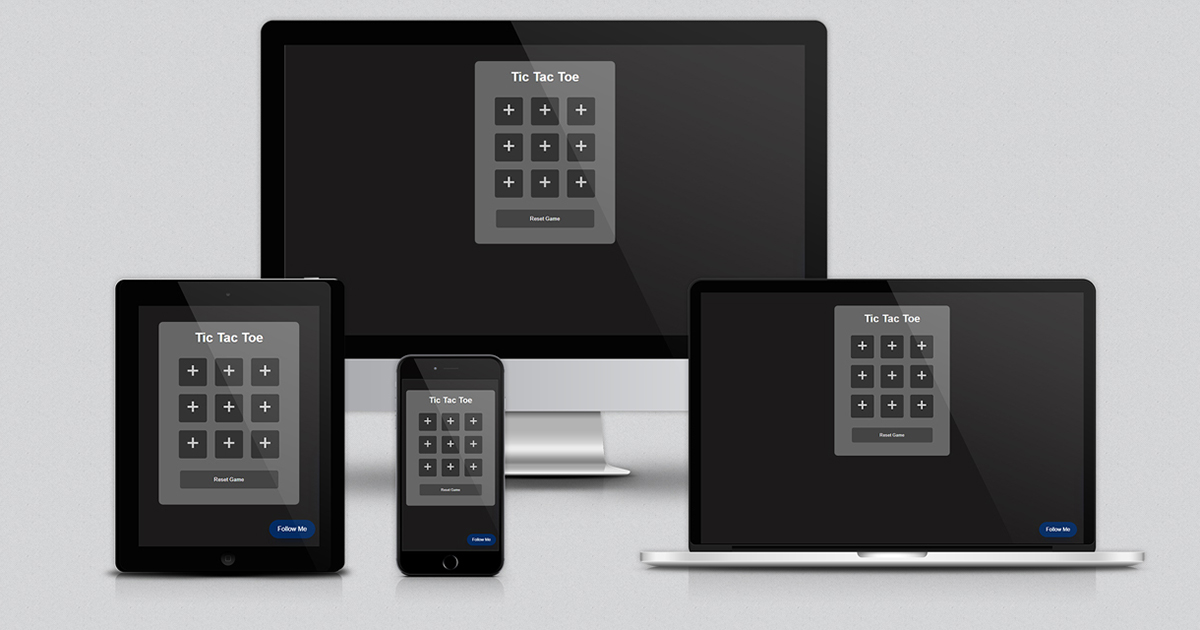 Tic Tac Toe
+ + +
+ + +
+ + +
Reset Game
Tic Tac Toe
+ + +
+ + +
+ + +
Reset Game
Follow Me
Tic Tac Toe
+ + +
+ + +
+ + +
Reset Game
Follow Me
Tic Tac Toe
+ + +
+ + +
+ + +
Reset Game
Follow Me